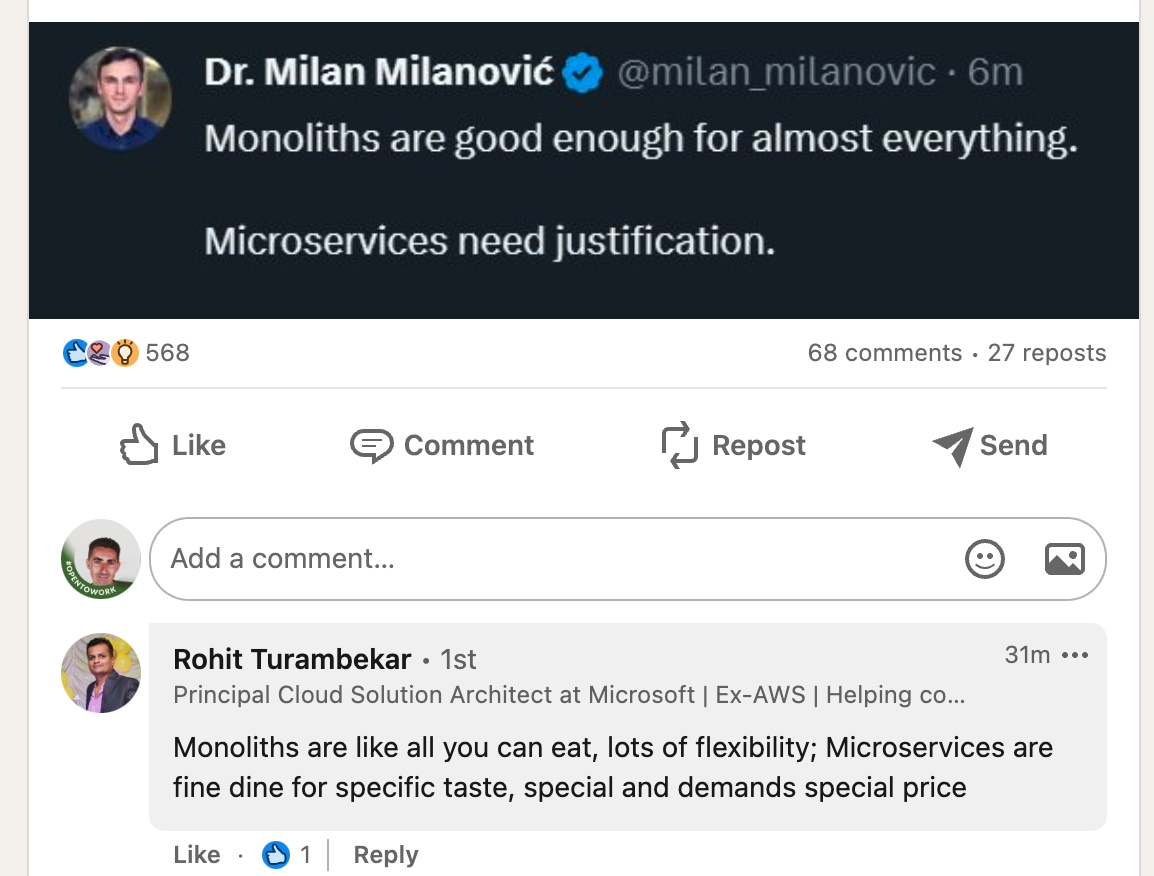 Dr. Milan Milanović @milan_milanovic · 6m
Monoliths are good enough for almost everything.
Microservices need justification.
568
68 comments · 27 reposts
Like Comment Repost Send
#OPENTOWORK
Add a comment...
Rohit Turambekar · 1st
31m
Principal Cloud Solution Architect at Microsoft | Ex-AWS | Helping co...
Monoliths are like all you can eat, lots of flexibility; Microservices are
fine dine for specific taste, special and demands special price
Like · 1 | Reply